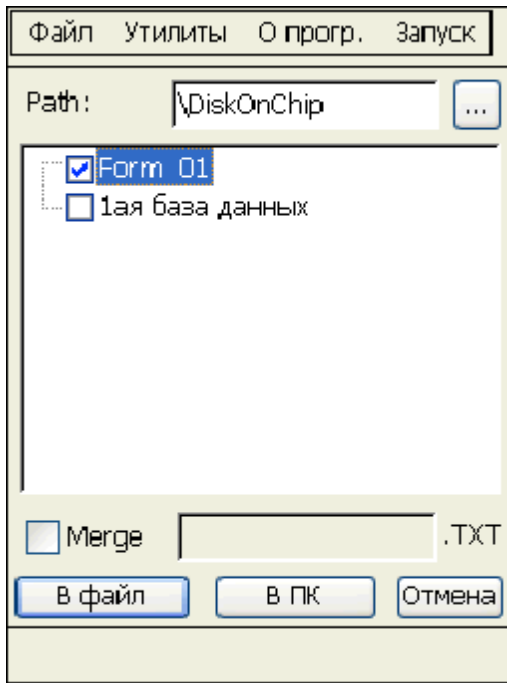 Файл Утилиты О прогр. Запуск
Path: \DiskOnChip ...
Form 01
1ая база данных
Merge .TXT
В файл В ПК Отмена